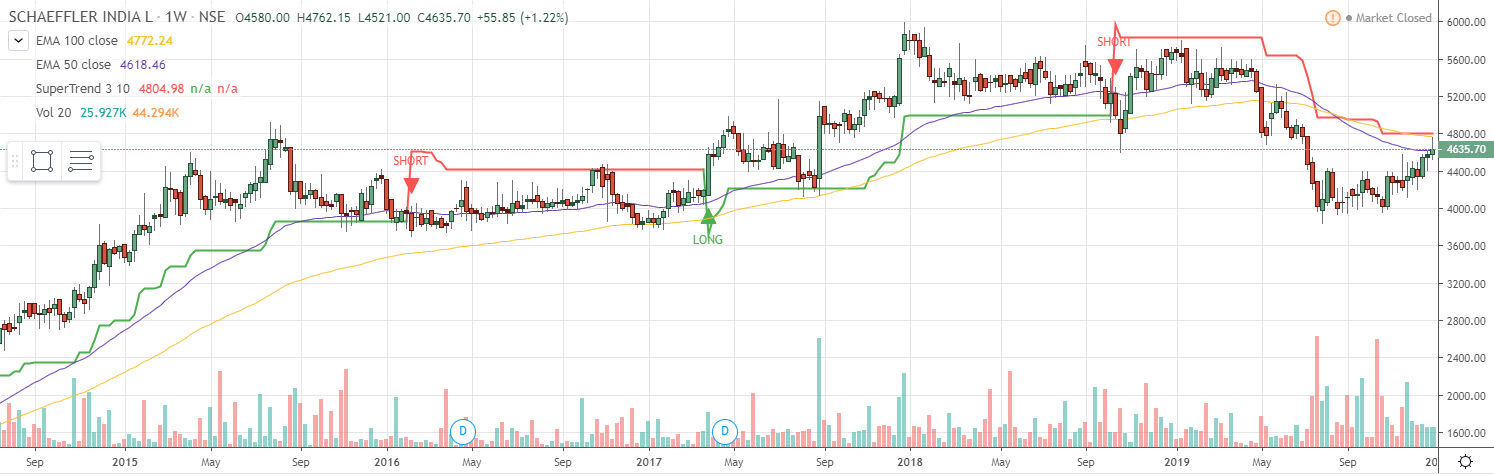 SCHAEFFLER INDIA L · 1W · NSE O4580.00 H4762.15 L4521.00 C4635.70 +55.85 (+1.22%)
Market Closed
EMA 100 close 4772.24
EMA 50 close 4618.46
SuperTrend 3 10 4804.98 n/a n/a
Vol 20 25.927K 44.294K
SHORT
SHORT
LONG
D
D
6000.00
5600.00
5200.00
4800.00
4635.70
4400.00
4000.00
3600.00
3200.00
2800.00
2400.00
2000.00
1600.00
Sep 2015 May Sep 2016 May Sep 2017 May Sep 2018 May Sep 2019 May Sep 20